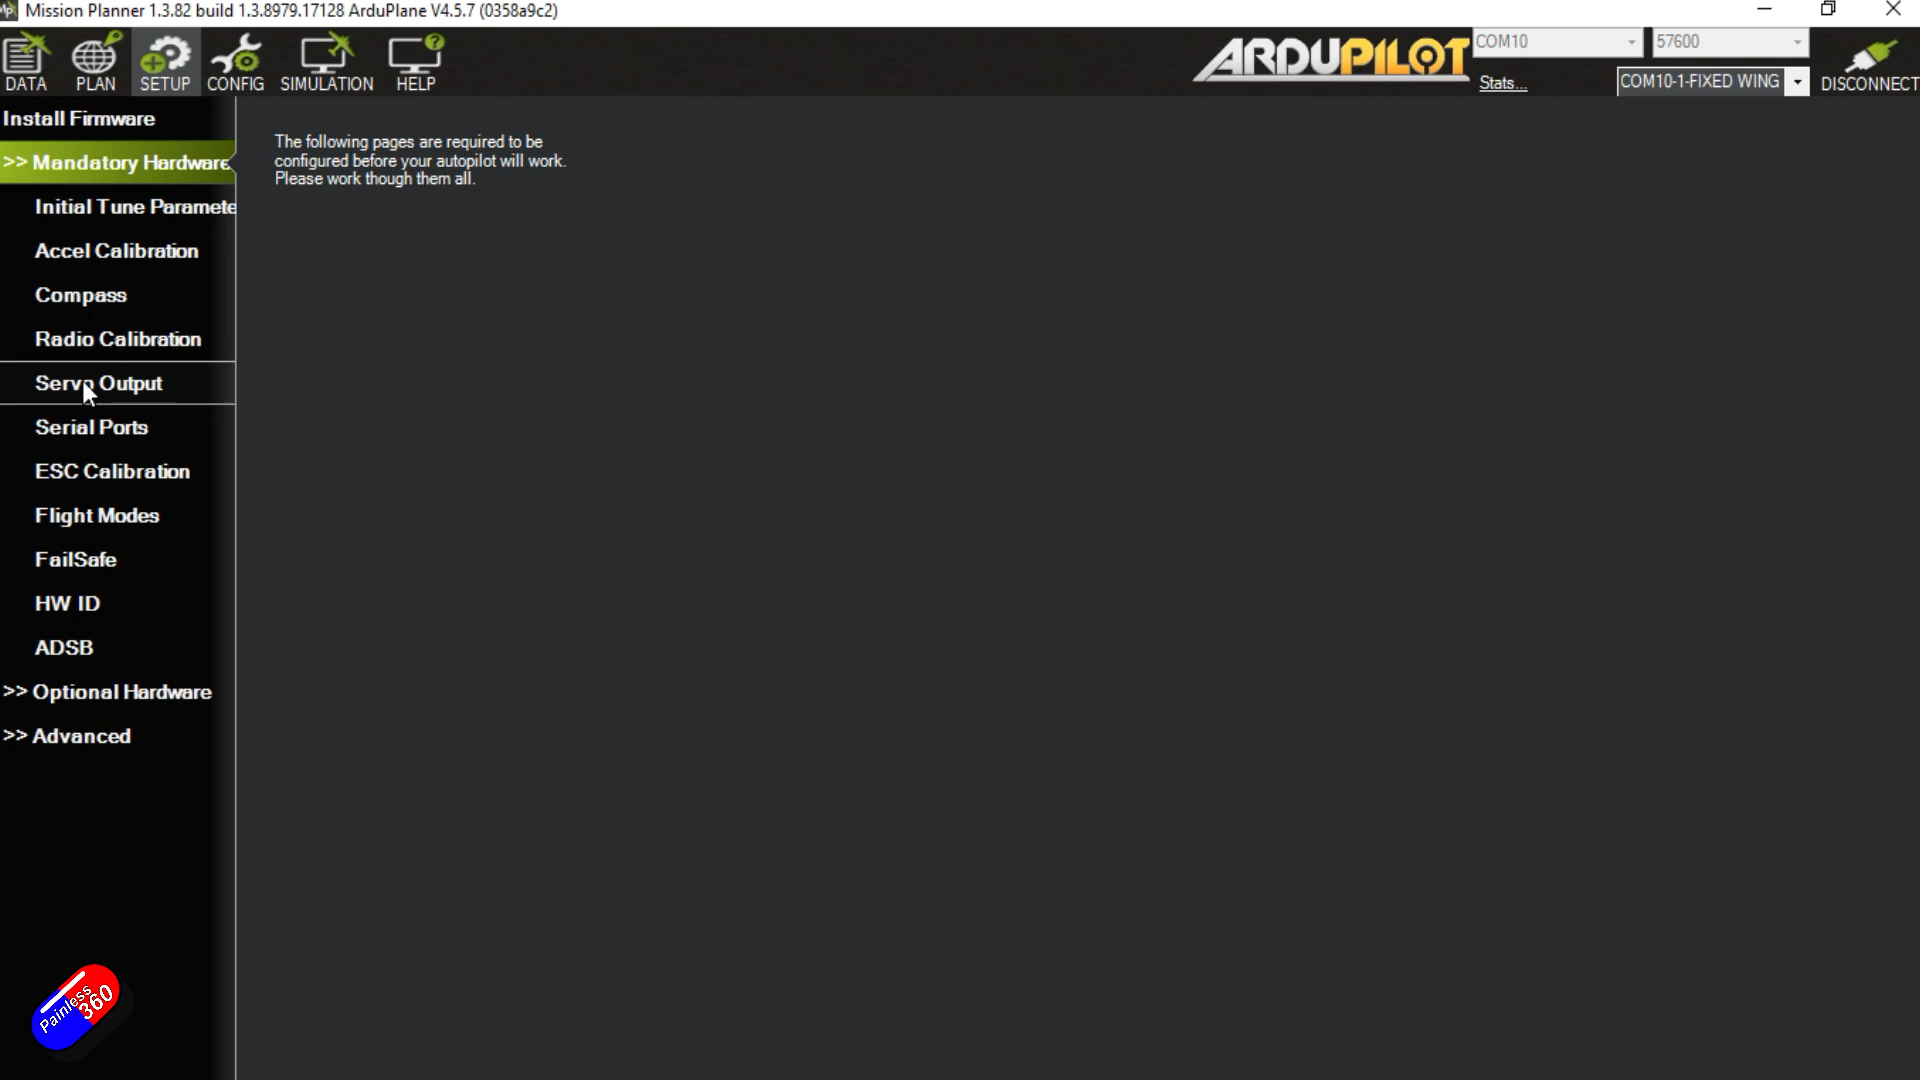 Mission Planner 1.3.82 build 1.3.8979.17128 ArduPlane V4.5.7 (0358a9c2)
DATA PLAN SETUP CONFIG SIMULATION HELP
ARDUPILOT
COM10 57600
Stats... COM10-1-FIXED WING DISCONNECT
Install Firmware
>> Mandatory Hardware
Initial Tune Paramete
Accel Calibration
Compass
Radio Calibration
Servo Output
Serial Ports
ESC Calibration
Flight Modes
FailSafe
HW ID
ADSB
>> Optional Hardware
>> Advanced
The following pages are required to be
configured before your autopilot will work.
Please work though them all.
Painless
360